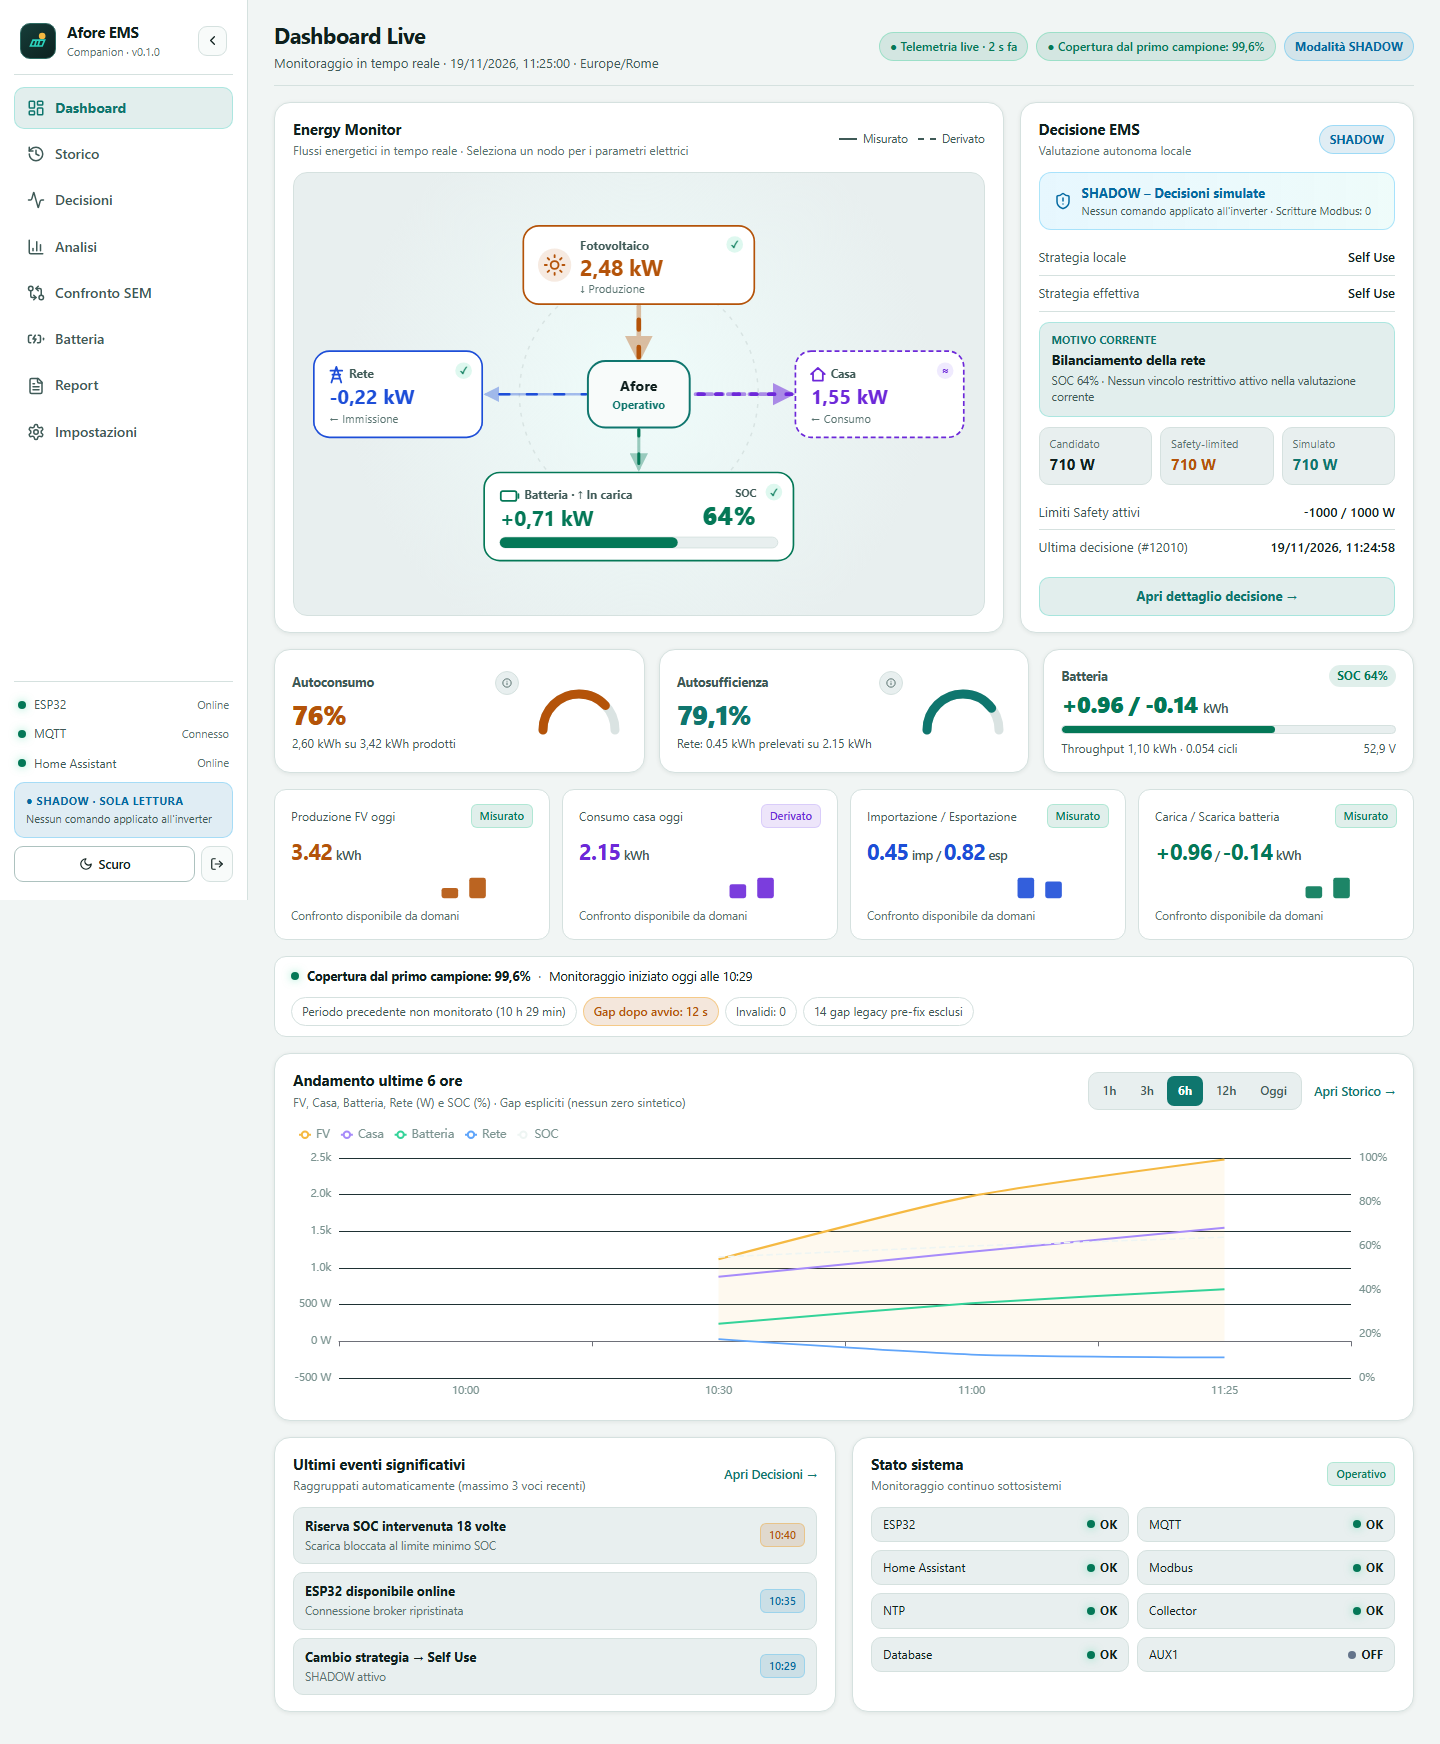 Afore EMS
Companion · v0.1.0
Dashboard
Storico
Decisioni
Analisi
Confronto SEM
Batteria
Report
Impostazioni
ESP32 Online
MQTT Connesso
Home Assistant Online
● SHADOW · SOLA LETTURA
Nessun comando applicato all'inverter
Scuro
Dashboard Live
Monitoraggio in tempo reale · 19/11/2026, 11:25:00 · Europe/Rome
● Telemetria live · 2 s fa
● Copertura dal primo campione: 99,6%
Modalità SHADOW
Energy Monitor
Flussi energetici in tempo reale · Seleziona un nodo per i parametri elettrici
Misurato
Derivato
Fotovoltaico ✓
2,48 kW
↓ Produzione
Rete ✓
-0,22 kW
← Immissione
Afore
Operativo
Casa ≈
1,55 kW
← Consumo
Batteria · ↑ In carica
+0,71 kW
SOC ✓
64%
Decisione EMS
Valutazione autonoma locale
SHADOW
SHADOW – Decisioni simulate
Nessun comando applicato all'inverter · Scritture Modbus: 0
Strategia locale Self Use
Strategia effettiva Self Use
MOTIVO CORRENTE
Bilanciamento della rete
SOC 64% · Nessun vincolo restrittivo attivo nella valutazione
corrente
Candidato
710 W
Safety-limited
710 W
Simulato
710 W
Limiti Safety attivi -1000 / 1000 W
Ultima decisione (#12010) 19/11/2026, 11:24:58
Apri dettaglio decisione →
Autoconsumo
76%
2,60 kWh su 3,42 kWh prodotti
Autosufficienza
79,1%
Rete: 0.45 kWh prelevati su 2.15 kWh
Batteria SOC 64%
+0.96 / -0.14 kWh
Throughput 1,10 kWh · 0.054 cicli 52,9 V
Produzione FV oggi Misurato
3.42 kWh
Confronto disponibile da domani
Consumo casa oggi Derivato
2.15 kWh
Confronto disponibile da domani
Importazione / Esportazione Misurato
0.45 imp / 0.82 esp
Confronto disponibile da domani
Carica / Scarica batteria Misurato
+0.96 / -0.14 kWh
Confronto disponibile da domani
Copertura dal primo campione: 99,6% · Monitoraggio iniziato oggi alle 10:29
Periodo precedente non monitorato (10 h 29 min)
Gap dopo avvio: 12 s
Invalidi: 0
14 gap legacy pre-fix esclusi
Andamento ultime 6 ore
FV, Casa, Batteria, Rete (W) e SOC (%) · Gap espliciti (nessun zero sintetico)
1h 3h 6h 12h Oggi
Apri Storico →
FV Casa Batteria Rete SOC
2.5k 100%
2.0k 80%
1.5k 60%
1.0k 40%
500 W 20%
0 W 0%
-500 W
10:00 10:30 11:00 11:25
Ultimi eventi significativi
Raggruppati automaticamente (massimo 3 voci recenti)
Apri Decisioni →
Riserva SOC intervenuta 18 volte
Scarica bloccata al limite minimo SOC
10:40
ESP32 disponibile online
Connessione broker ripristinata
10:35
Cambio strategia → Self Use
SHADOW attivo
10:29
Stato sistema
Monitoraggio continuo sottosistemi
Operativo
ESP32 OK
MQTT OK
Home Assistant OK
Modbus OK
NTP OK
Collector OK
Database OK
AUX1 OFF